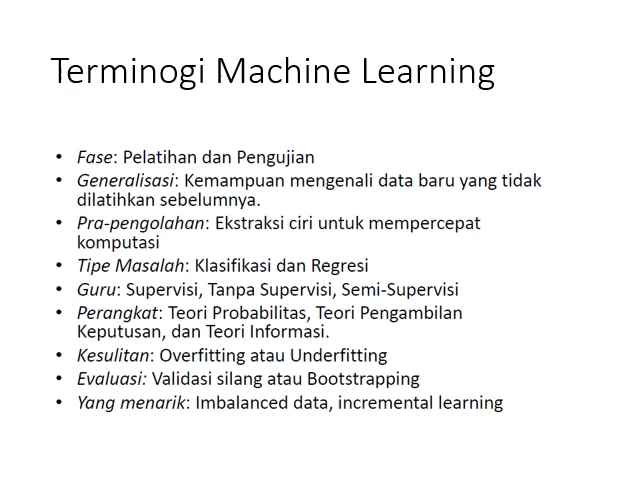 Terminogi Machine Learning
• Fase: Pelatihan dan Pengujian
• Generalisasi: Kemampuan mengenali data baru yang tidak
dilatihkan sebelumnya.
• Pra-pengolahan: Ekstraksi ciri untuk mempercepat
komputasi
• Tipe Masalah: Klasifikasi dan Regresi
• Guru: Supervisi, Tanpa Supervisi, Semi-Supervisi
• Perangkat: Teori Probabilitas, Teori Pengambilan
Keputusan, dan Teori Informasi.
• Kesulitan: Overfitting atau Underfitting
• Evaluasi: Validasi silang atau Bootstrapping
• Yang menarik: Imbalanced data, incremental learning